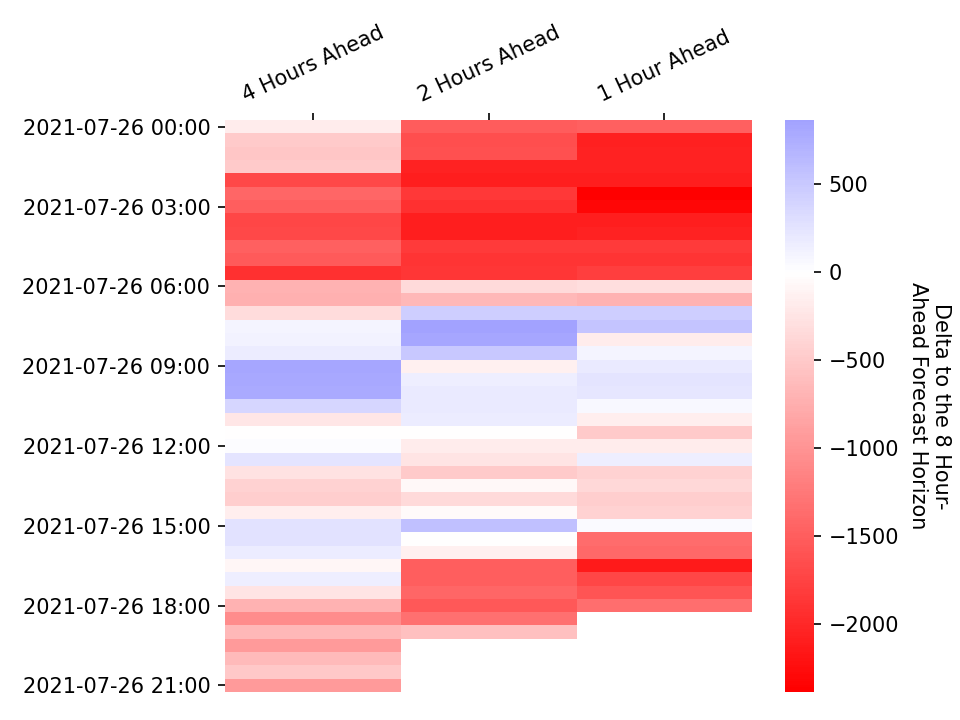 4 Hours Ahead
2 Hours Ahead
1 Hour Ahead
2021-07-26 00:00
2021-07-26 03:00
2021-07-26 06:00
2021-07-26 09:00
2021-07-26 12:00
2021-07-26 15:00
2021-07-26 18:00
2021-07-26 21:00
500
0
−500
−1000
−1500
−2000
Delta to the 8 Hour-
Ahead Forecast Horizon